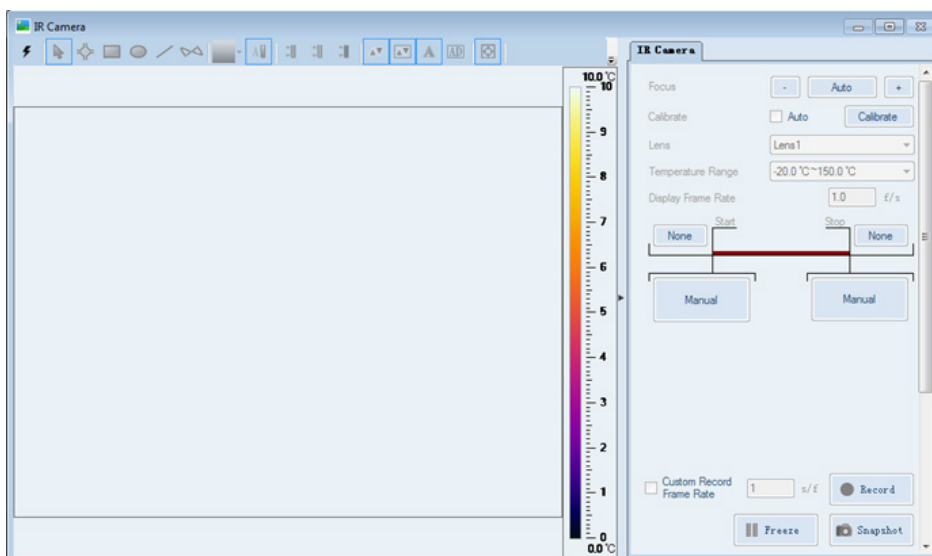 IR Camera
A
A
AD
10.0 °C
10
9
8
7
6
5
4
3
2
1
0
0.0 °C
IR Camera
Focus - Auto +
Calibrate Auto Calibrate
Lens Lens1
Temperature Range -20.0 °C~150.0 °C
Display Frame Rate 1.0 f/s
Start Stop
None None
Manual Manual
Custom Record
Frame Rate 1 s/f Record
Freeze Snapshot